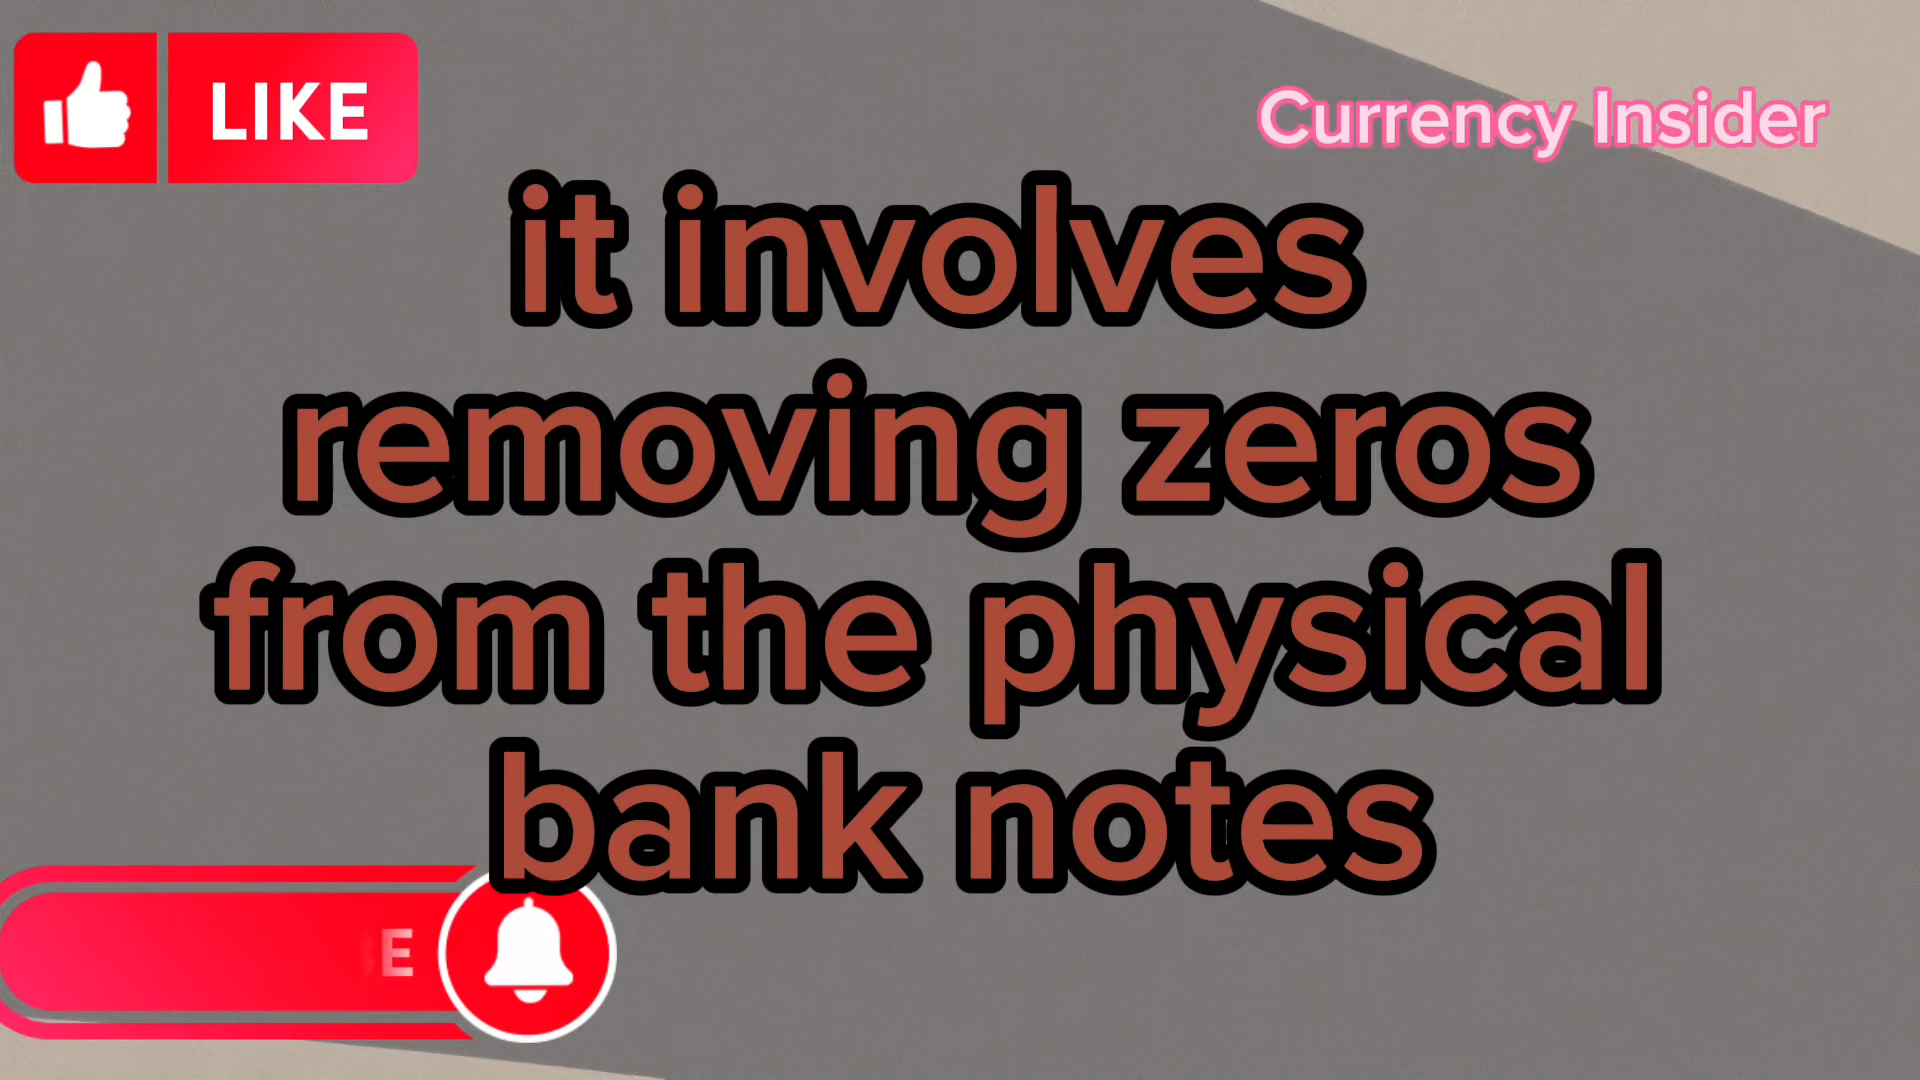 LIKE
Currency Insider
it involves
removing zeros
from the physical
bank notes
E